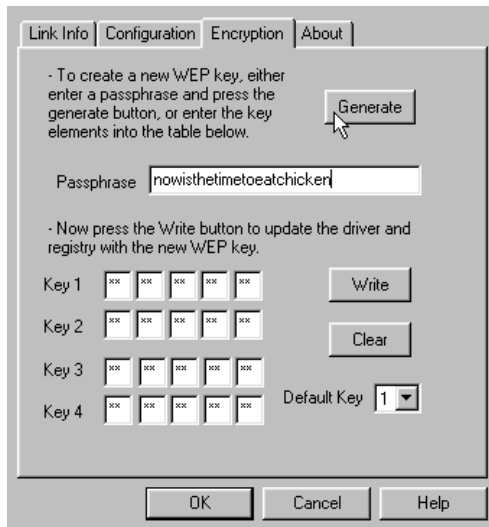 Link Info Configuration Encryption About
- To create a new WEP key, either
enter a passphrase and press the
generate button, or enter the key
elements into the table below.
Generate
Passphrase nowisthetimetoeatchicken
- Now press the Write button to update the driver and
registry with the new WEP key.
Key 1 ** ** ** ** ** Write
Key 2 ** ** ** ** **
Clear
Key 3 ** ** ** ** **
Default Key 1
Key 4 ** ** ** ** **
OK Cancel Help